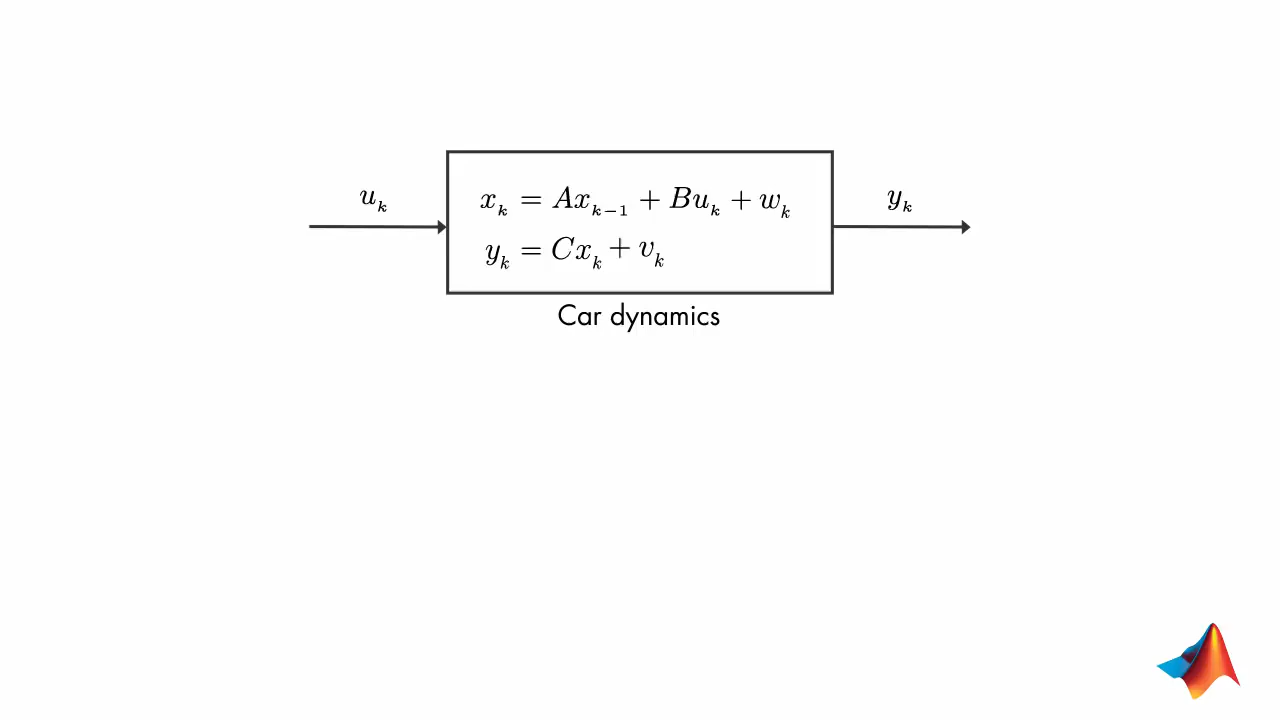 u_k
x_k = Ax_{k−1} + Bu_k + w_k
y_k = Cx_k + v_k
y_k
Car dynamics